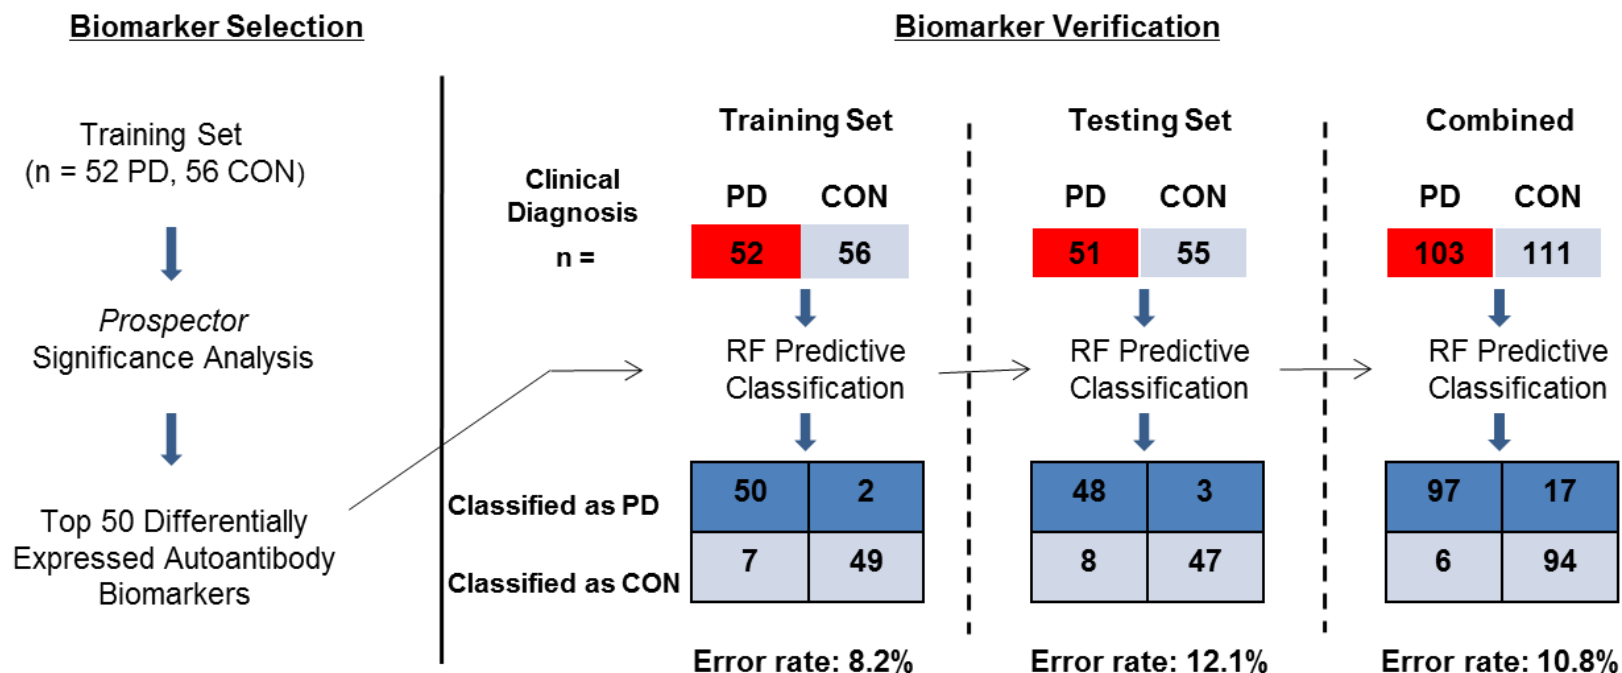 Biomarker Selection
Training Set
(n = 52 PD, 56 CON)
Prospector
Significance Analysis
Top 50 Differentially
Expressed Autoantibody
Biomarkers
Biomarker Verification
Clinical
Diagnosis
n =
Training Set
PD CON
52 56
RF Predictive
Classification
Testing Set
PD CON
51 55
RF Predictive
Classification
Combined
PD CON
103 111
RF Predictive
Classification
Classified as PD
50 2
48 3
97 17
Classified as CON
7 49
8 47
6 94
Error rate: 8.2%
Error rate: 12.1%
Error rate: 10.8%